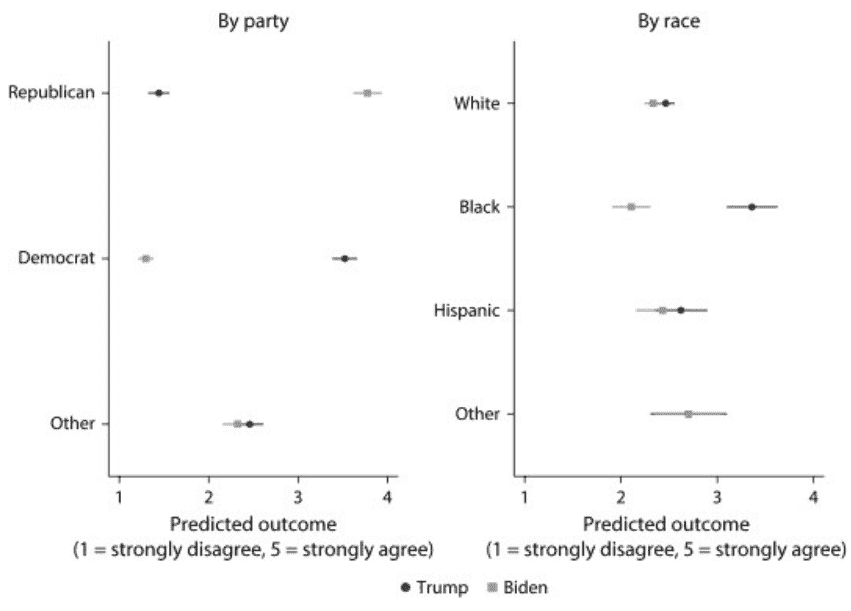 By party
Republican
Democrat
Other
1 2 3 4
Predicted outcome
(1 = strongly disagree, 5 = strongly agree)
By race
White
Black
Hispanic
Other
1 2 3 4
Predicted outcome
(1 = strongly disagree, 5 = strongly agree)
Trump Biden